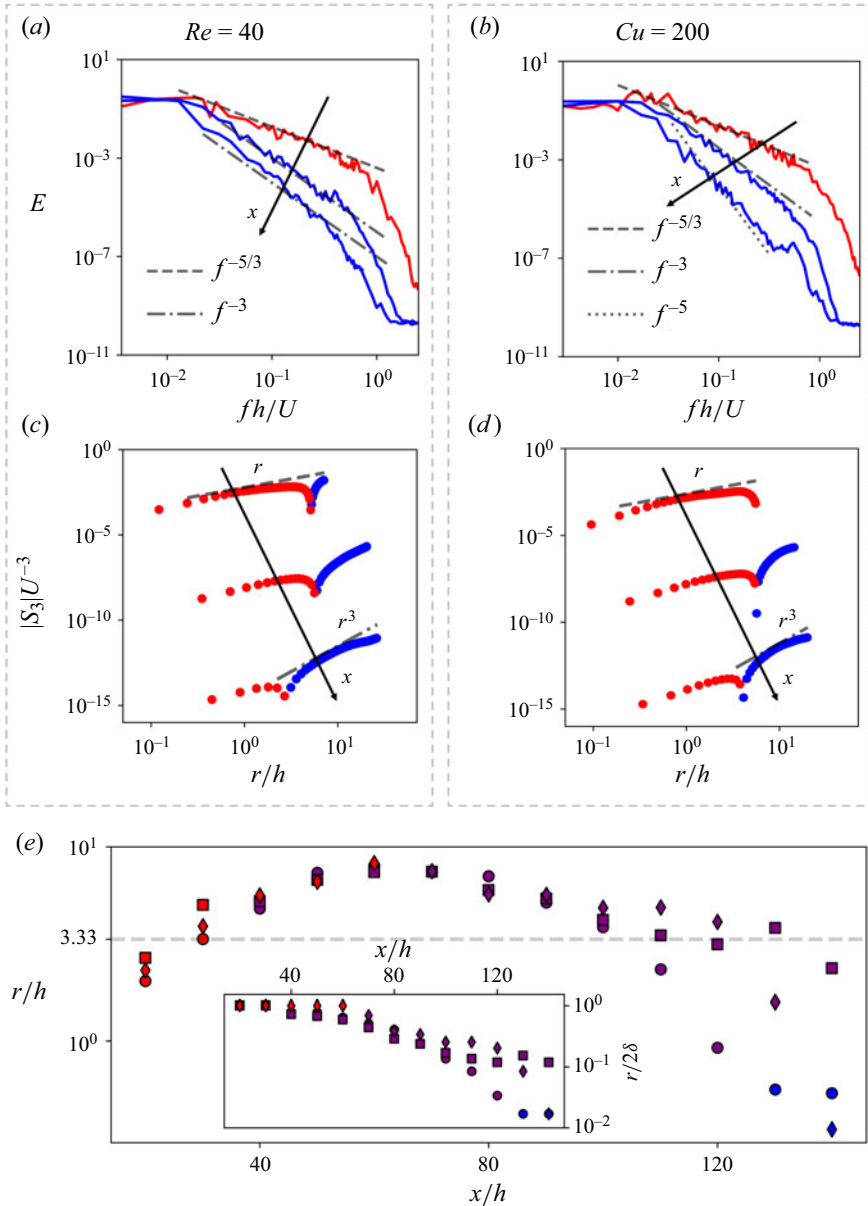 (a) Re = 40
(b) Cu = 200
10^1
10^{-3}
10^{-7}
10^{-11}
E
x
f^{-5/3}
f^{-3}
10^{-2} 10^{-1} 10^0
fh/U
10^1
10^{-3}
10^{-7}
10^{-11}
x
f^{-5/3}
f^{-3}
f^{-5}
10^{-2} 10^{-1} 10^0
fh/U
(c)
10^0
10^{-5}
10^{-10}
10^{-15}
|S_3|U^{-3}
r
r^3
x
10^{-1} 10^0 10^1
r/h
(d)
10^0
10^{-5}
10^{-10}
10^{-15}
r
r^3
x
10^{-1} 10^0 10^1
r/h
(e)
10^1
3.33
10^0
r/h
x/h
40 80 120
10^0
10^{-1}
10^{-2}
r/2δ
40 80 120
x/h